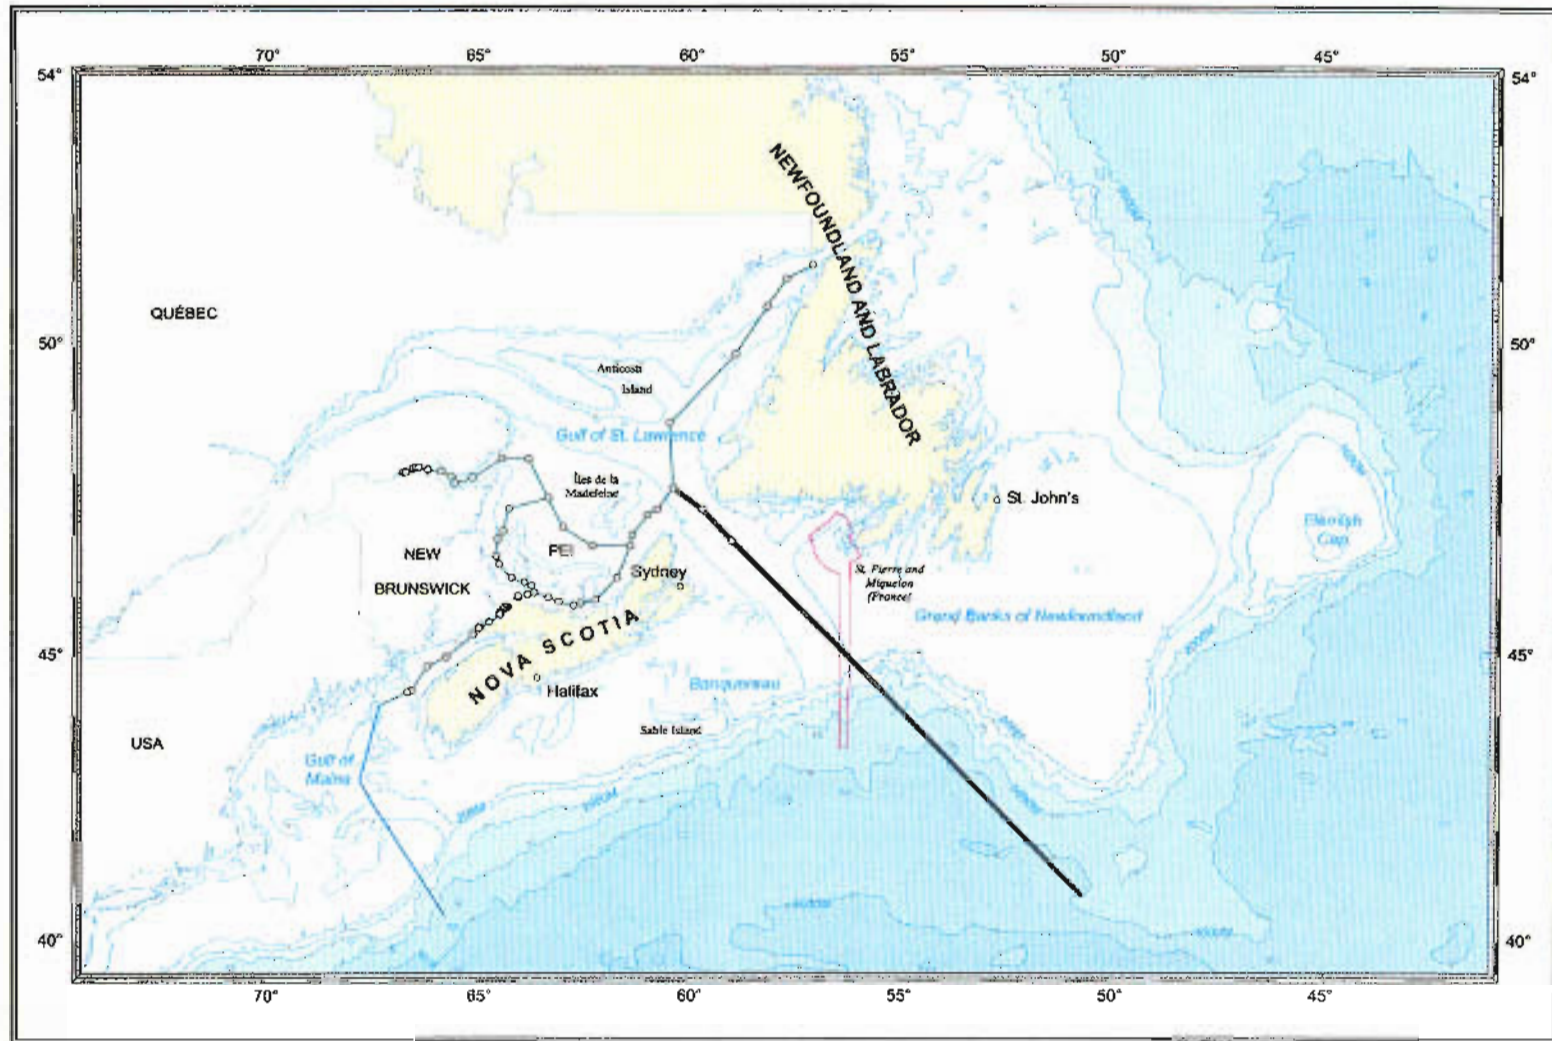 70°
65°
60°
55°
50°
45°
54°
54°
NEWFOUNDLAND AND LABRADOR
QUÉBEC
50°
50°
Anticosti
Island
Gulf of St. Lawrence
Îles de la
Madeleine
St. John's
Flemish
Cap
NEW
BRUNSWICK
PEI
Sydney
St. Pierre and
Miquelon
(France)
Grand Banks of Newfoundland
NOVA SCOTIA
45°
45°
Halifax
Banquereau
Sable Island
USA
Gulf of
Maine
40°
40°
70°
65°
60°
55°
50°
45°